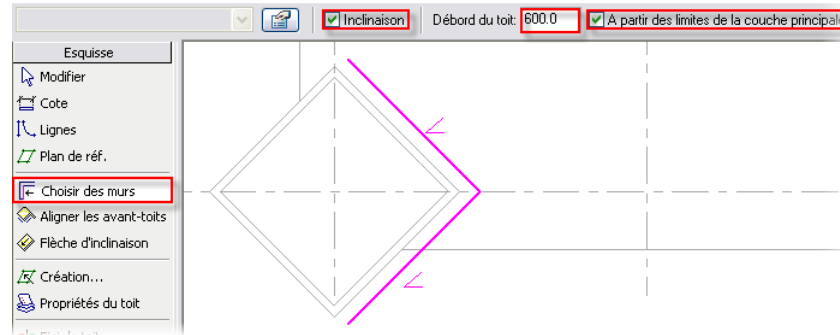 Inclinaison Débord du toit: 600.0 A partir des limites de la couche principale
Esquisse
Modifier
Cote
Lignes
Plan de réf.
Choisir des murs
Aligner les avant-toits
Flèche d'inclinaison
Création...
Propriétés du toit